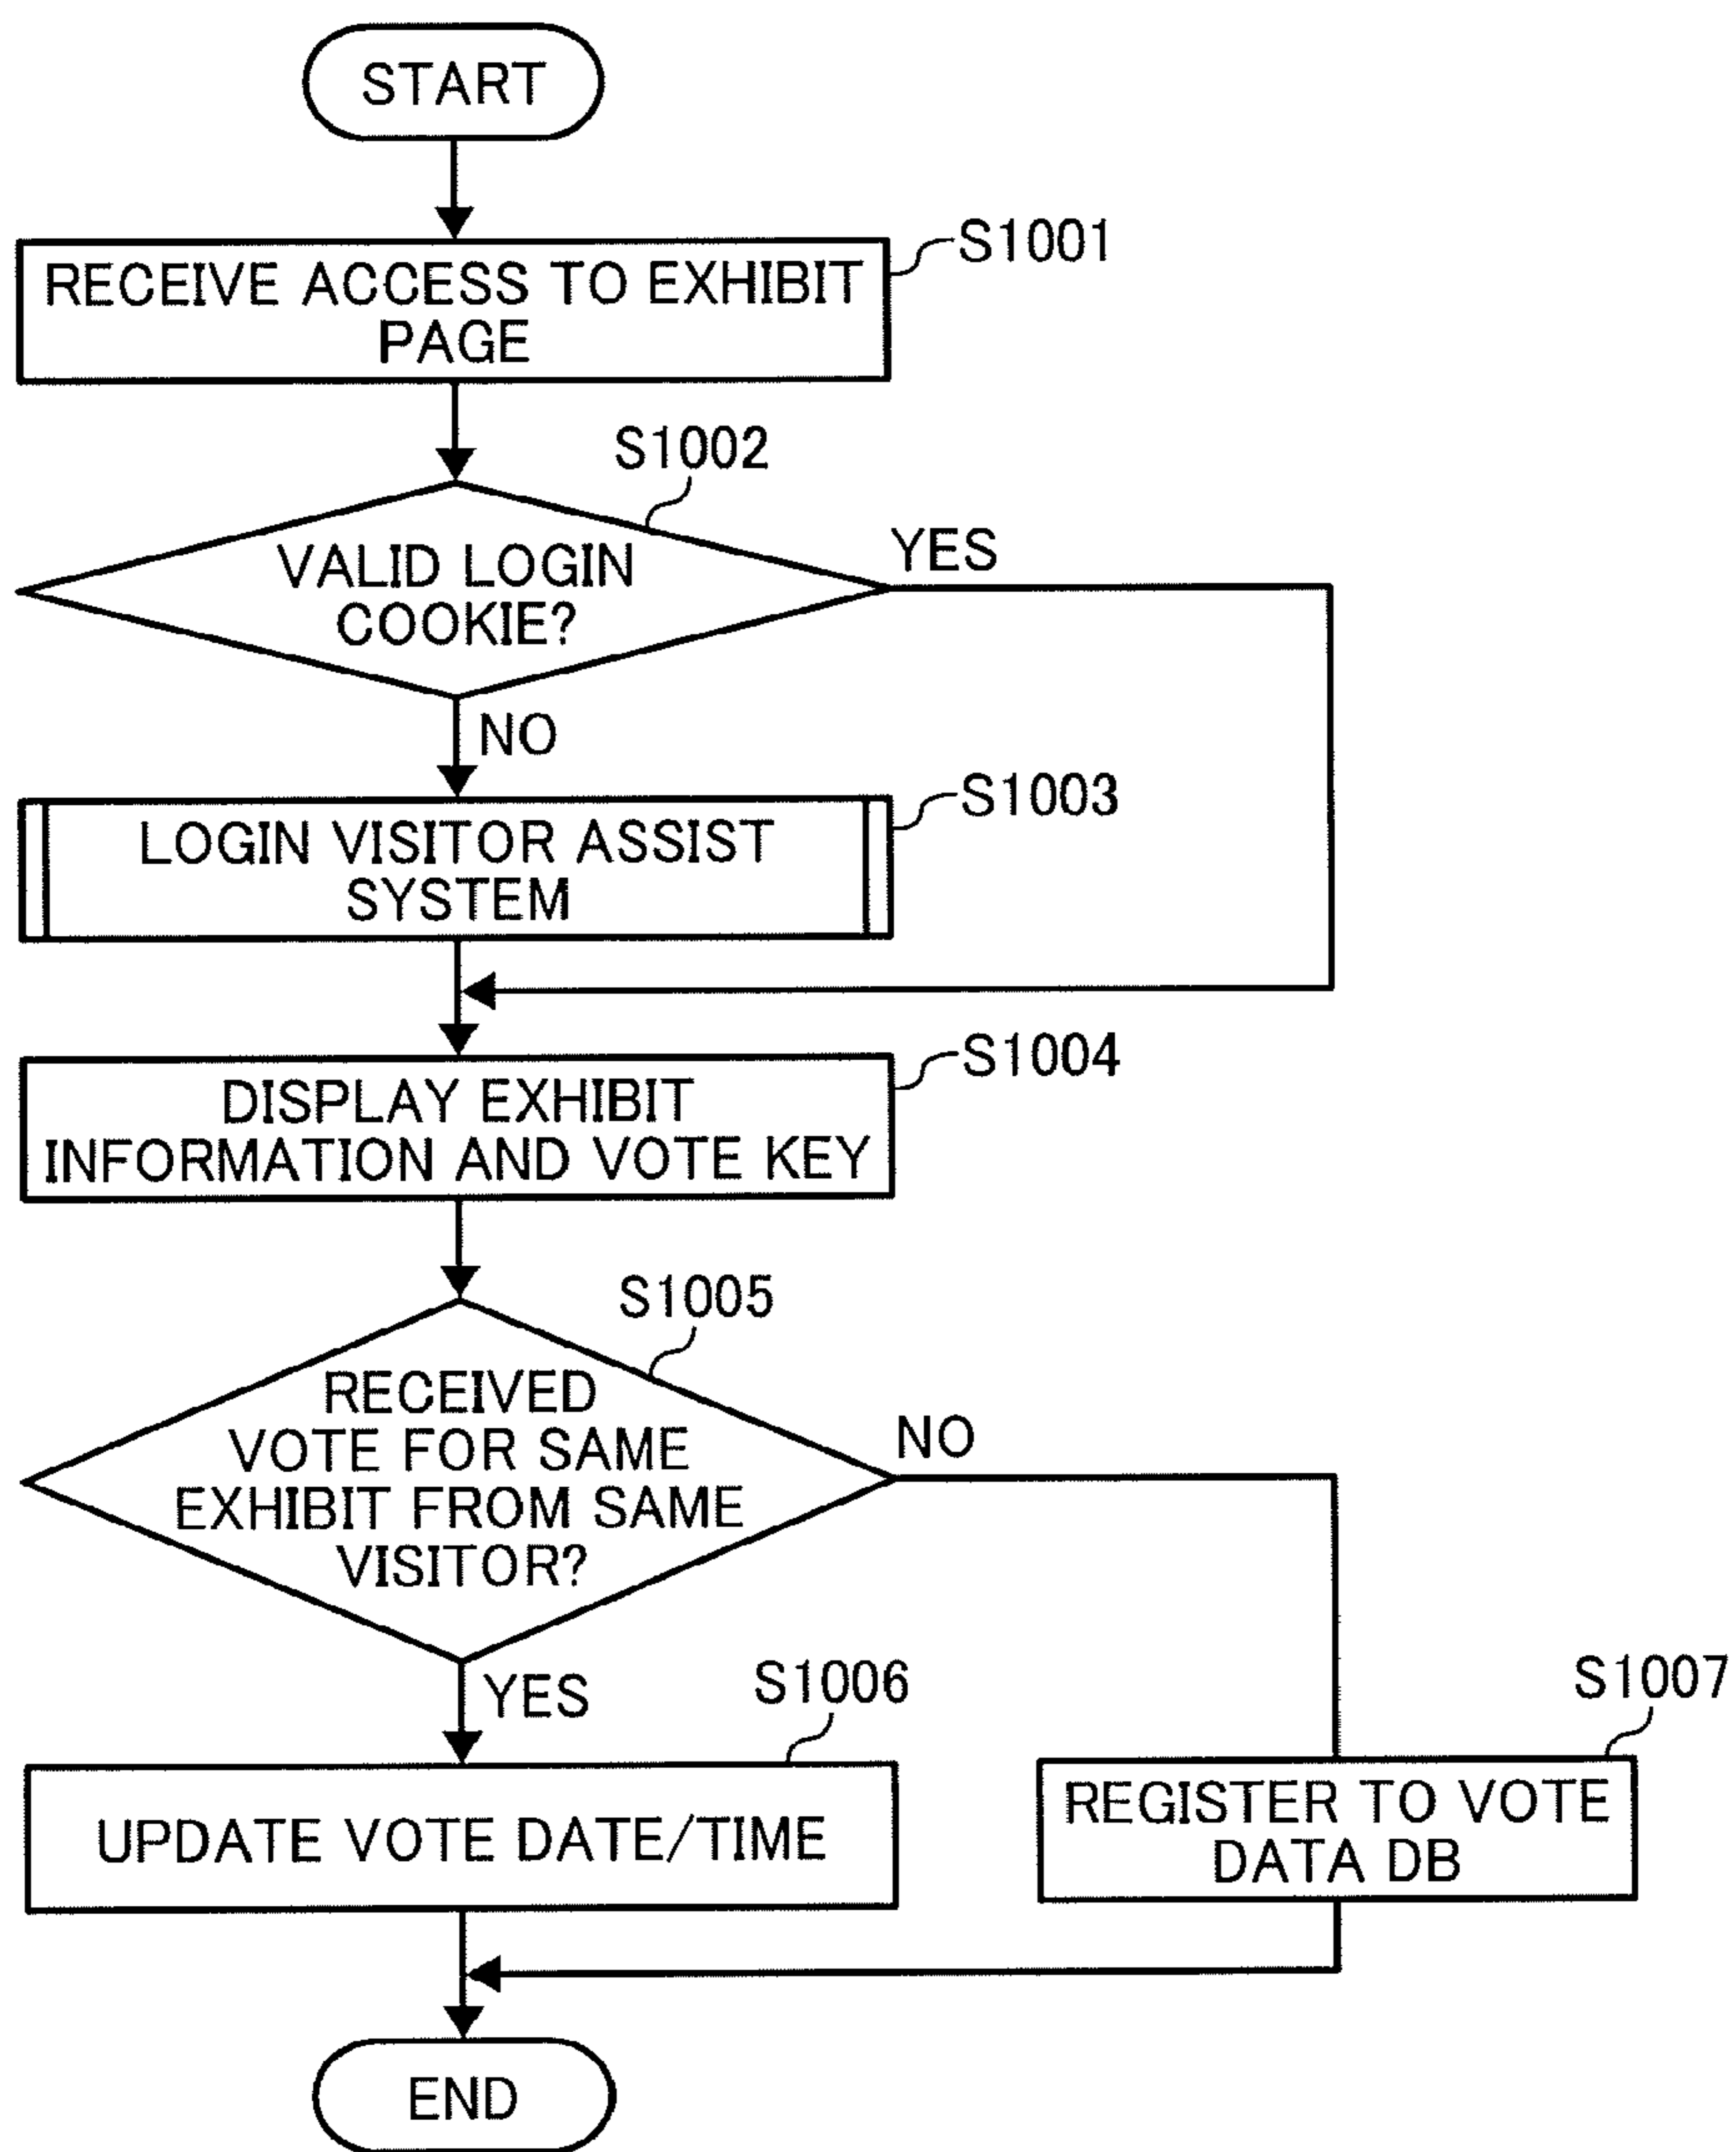 START
S1001
RECEIVE ACCESS TO EXHIBIT
PAGE
S1002
VALID LOGIN
COOKIE?
YES
NO
S1003
LOGIN VISITOR ASSIST
SYSTEM
S1004
DISPLAY EXHIBIT
INFORMATION AND VOTE KEY
S1005
RECEIVED
VOTE FOR SAME
EXHIBIT FROM SAME
VISITOR?
NO
YES
S1006
UPDATE VOTE DATE/TIME
S1007
REGISTER TO VOTE
DATA DB
END